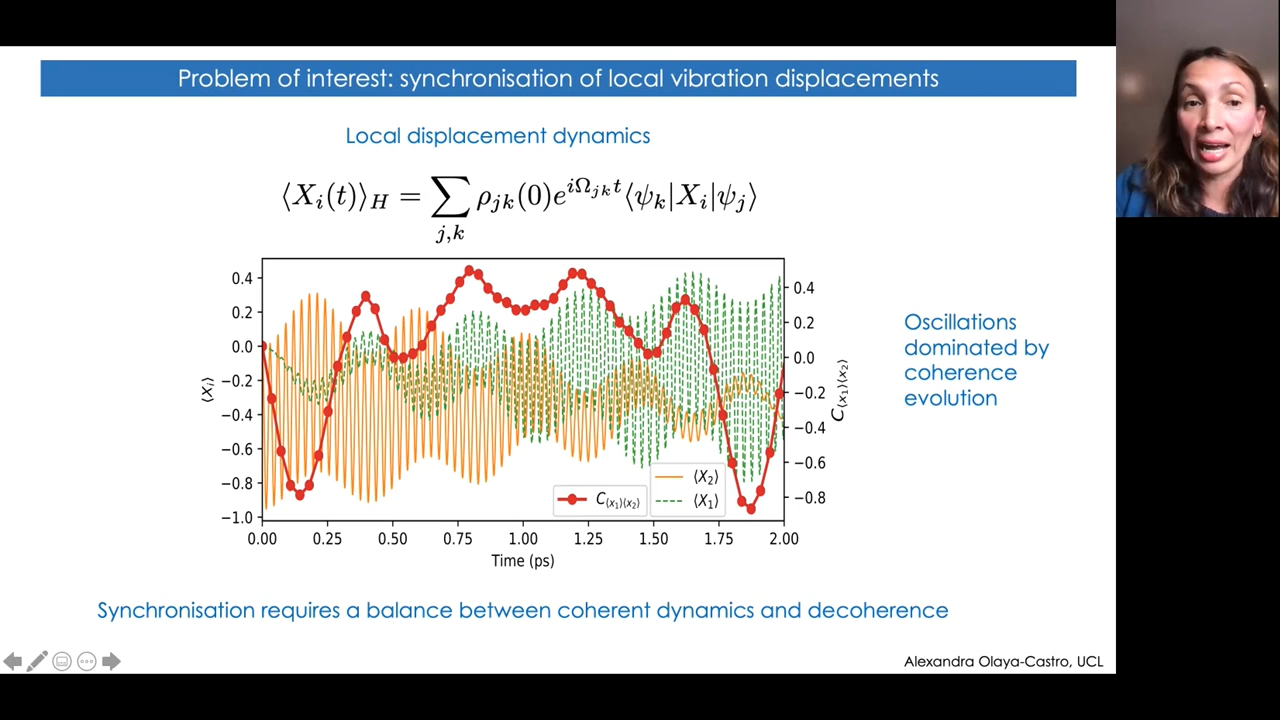 Problem of interest: synchronisation of local vibration displacements
Local displacement dynamics
⟨X_i(t)⟩_H = ∑_{j,k} ρ_{jk}(0)e^{iΩ_{jk}t}⟨ψ_k|X_i|ψ_j⟩
0.4
0.2
0.0
−0.2
−0.4
−0.6
−0.8
−1.0
⟨X_i⟩
0.4
0.2
0.0
−0.2
−0.4
−0.6
−0.8
C_{⟨x_1⟩⟨x_2⟩}
C_{⟨x_1⟩⟨x_2⟩}
⟨X_2⟩
⟨X_1⟩
0.00 0.25 0.50 0.75 1.00 1.25 1.50 1.75 2.00
Time (ps)
Oscillations
dominated by
coherence
evolution
Synchronisation requires a balance between coherent dynamics and decoherence
Alexandra Olaya-Castro, UCL